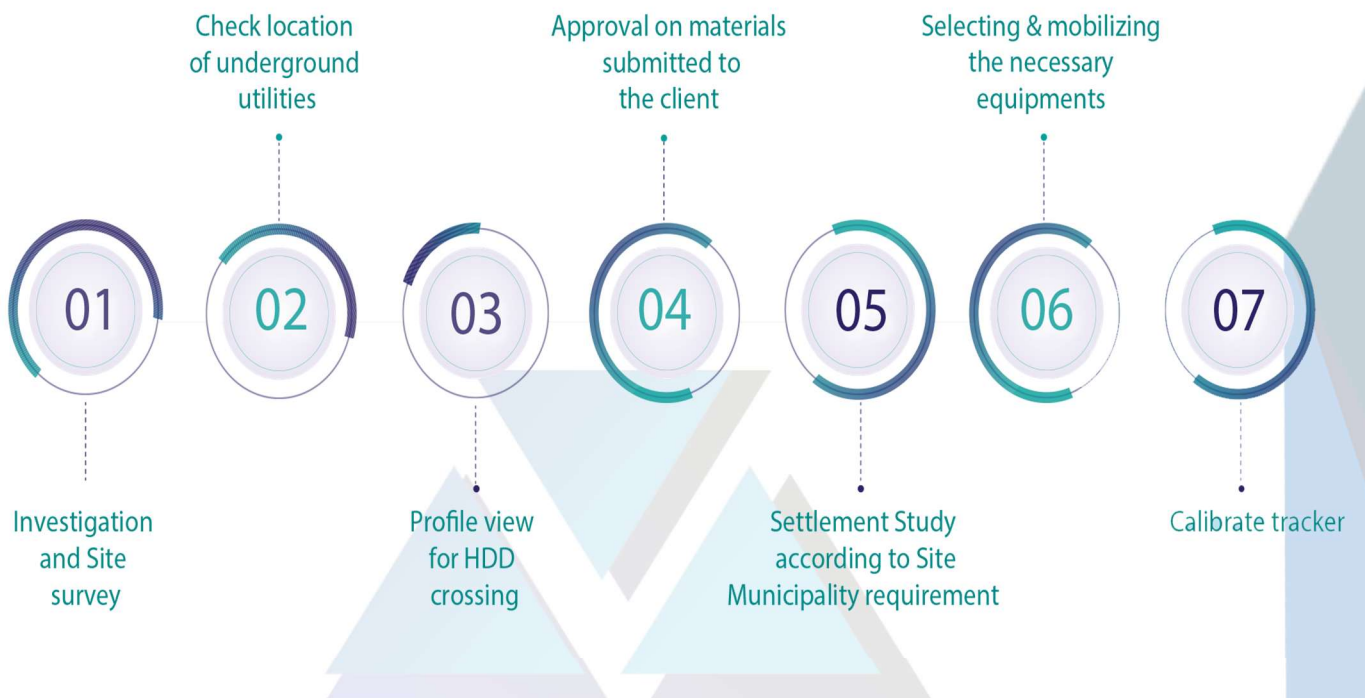 01
Investigation
and Site
survey
Check location
of underground
utilities
02
03
Profile view
for HDD
crossing
Approval on materials
submitted to
the client
04
05
Settlement Study
according to Site
Municipality requirement
Selecting & mobilizing
the necessary
equipments
06
07
Calibrate tracker